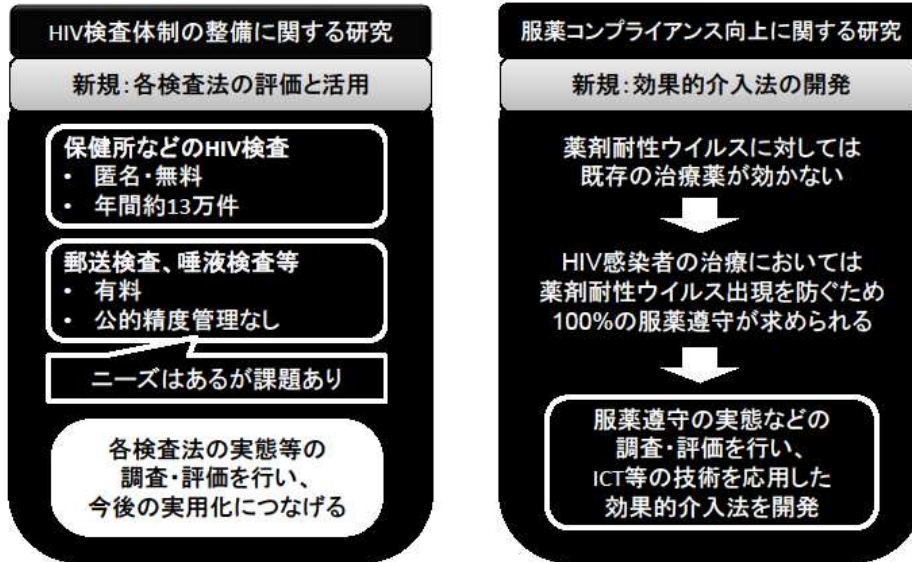 HIV検査体制の整備に関する研究
新規:各検査法の評価と活用
保健所などのHIV検査
• 匿名・無料
• 年間約13万件
郵送検査、唾液検査等
• 有料
• 公的精度管理なし
ニーズはあるが課題あり
各検査法の実態等の
調査・評価を行い、
今後の実用化につなげる
服薬コンプライアンス向上に関する研究
新規:効果的介入法の開発
薬剤耐性ウイルスに対しては
既存の治療薬が効かない
HIV感染者の治療においては
薬剤耐性ウイルス出現を防ぐため
100%の服薬遵守が求められる
服薬遵守の実態などの
調査・評価を行い、
ICT等の技術を応用した
効果的介入法を開発